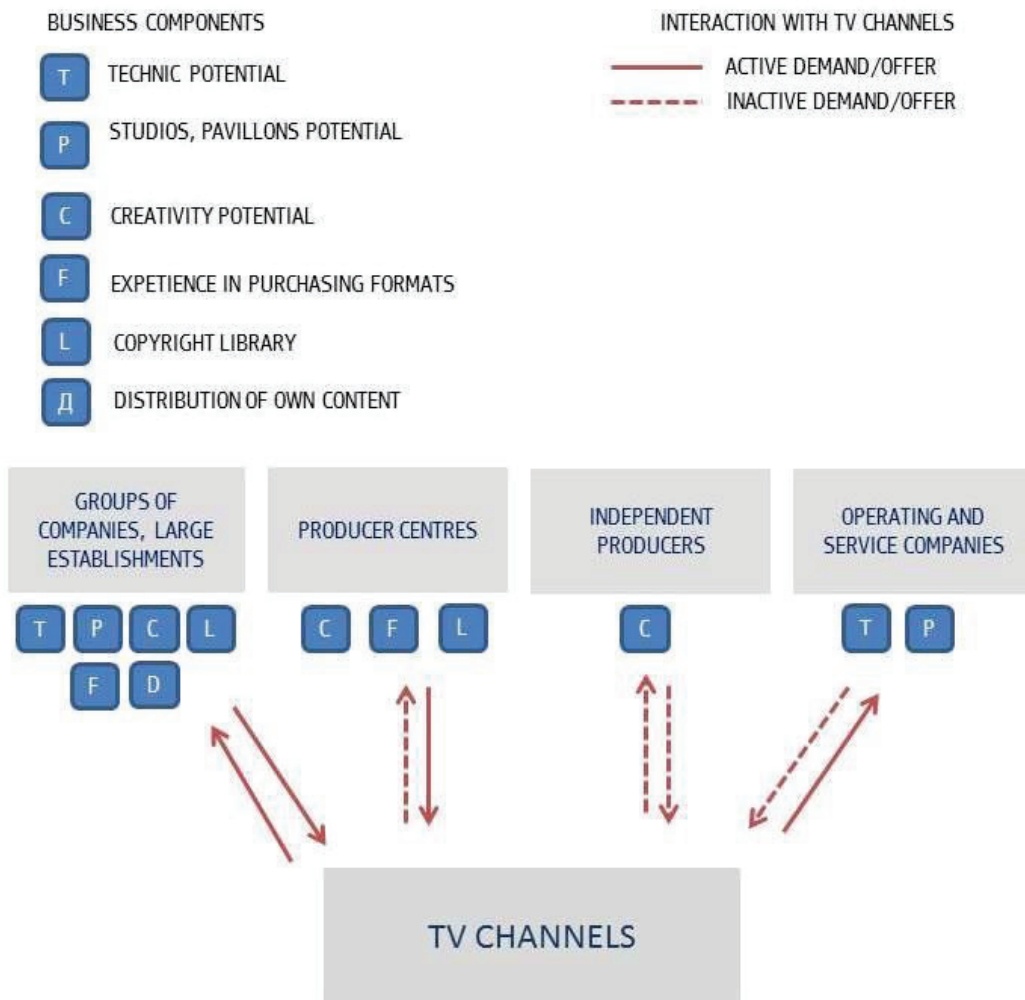 BUSINESS COMPONENTS
INTERACTION WITH TV CHANNELS
T TECHNIC POTENTIAL
ACTIVE DEMAND/OFFER
INACTIVE DEMAND/OFFER
P STUDIOS, PAVILLONS POTENTIAL
C CREATIVITY POTENTIAL
F EXPETIENCE IN PURCHASING FORMATS
L COPYRIGHT LIBRARY
Д DISTRIBUTION OF OWN CONTENT
GROUPS OF
COMPANIES, LARGE
ESTABLISHMENTS
PRODUCER CENTRES
INDEPENDENT
PRODUCERS
OPERATING AND
SERVICE COMPANIES
T P C L
F D
C F L
C
T P
TV CHANNELS